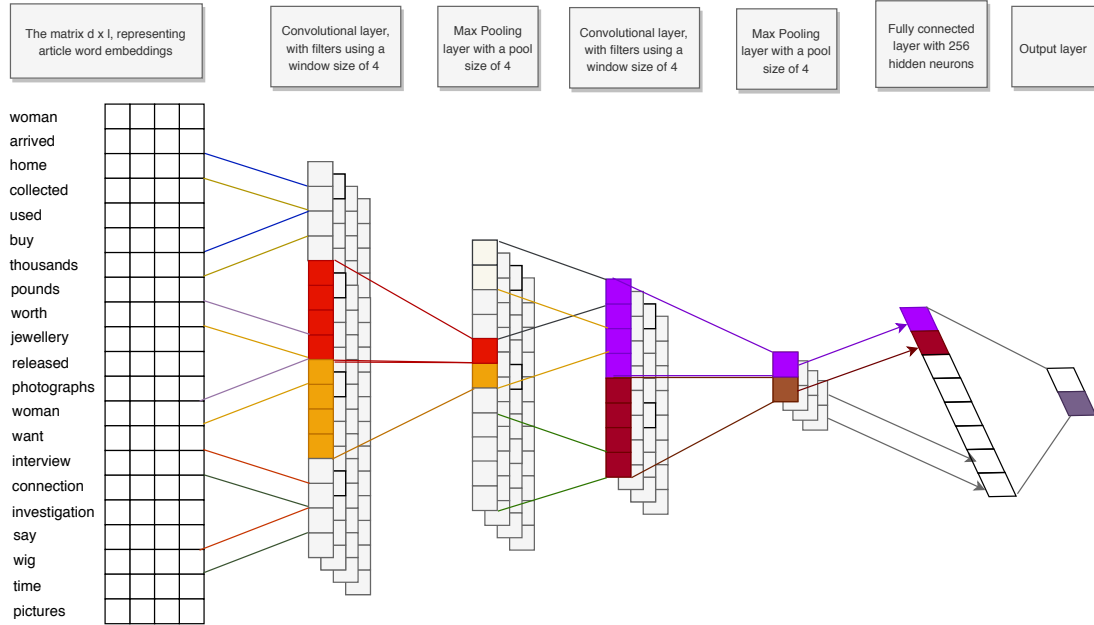 The matrix d x l, representing
article word embeddings
Convolutional layer,
with filters using a
window size of 4
Max Pooling
layer with a pool
size of 4
Convolutional layer,
with filters using a
window size of 4
Max Pooling
layer with a pool
size of 4
Fully connected
layer with 256
hidden neurons
Output layer
woman
arrived
home
collected
used
buy
thousands
pounds
worth
jewellery
released
photographs
woman
want
interview
connection
investigation
say
wig
time
pictures